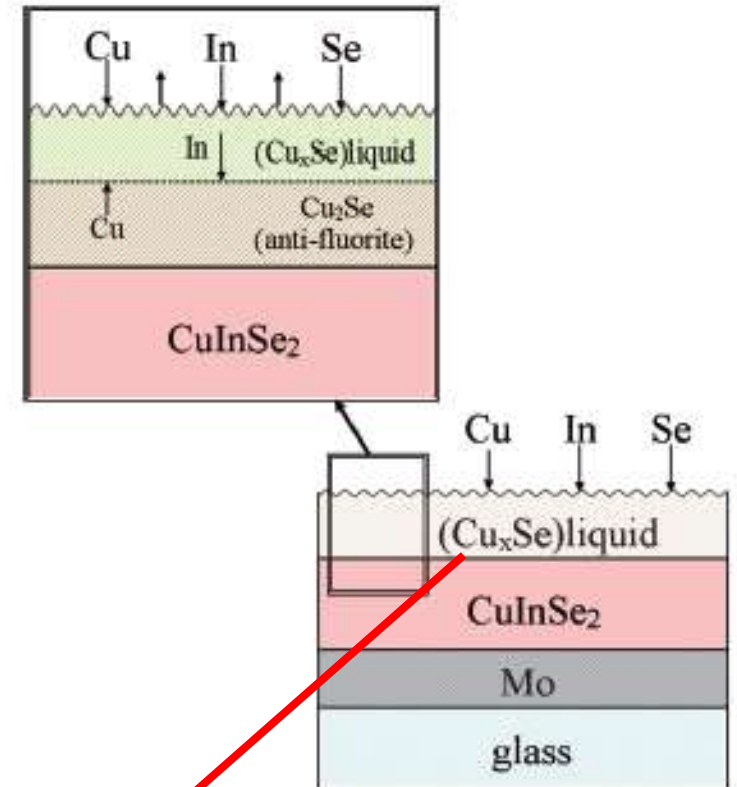 Cu In Se
In (CuₓSe)liquid
Cu
Cu₂Se
(anti-fluorite)
CuInSe₂
Cu In Se
(CuₓSe)liquid
CuInSe₂
Mo
glass